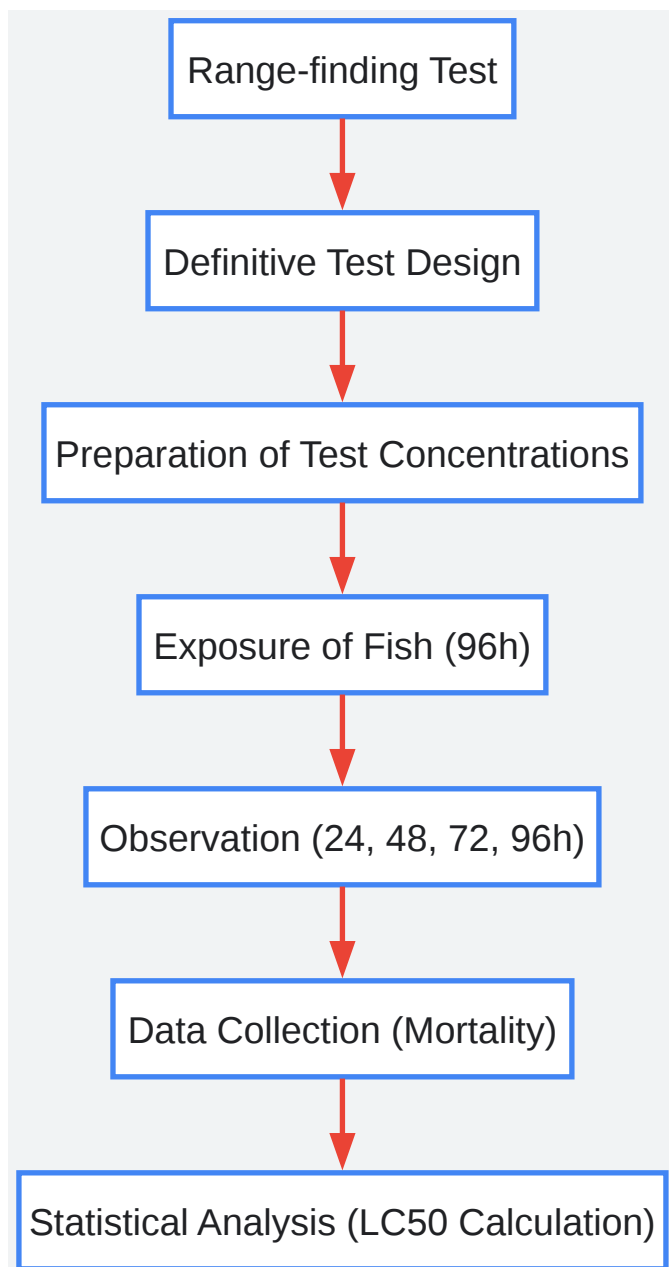 Range-finding Test
Definitive Test Design
Preparation of Test Concentrations
Exposure of Fish (96h)
Observation (24, 48, 72, 96h)
Data Collection (Mortality)
Statistical Analysis (LC50 Calculation)